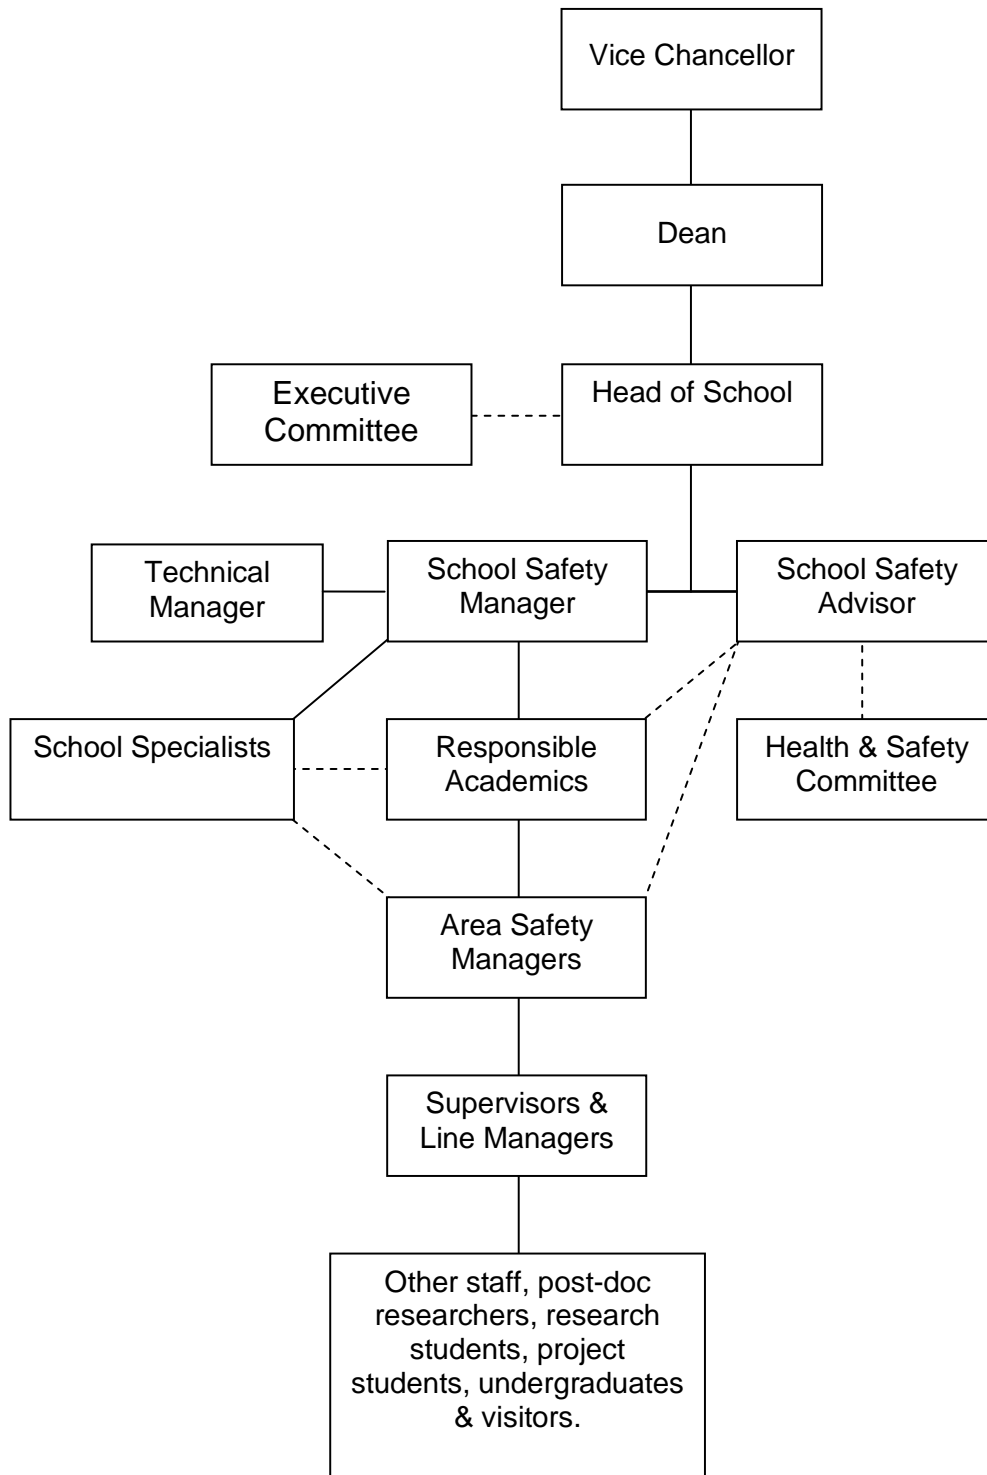 Vice Chancellor
Dean
Executive
Committee
Head of School
Technical
Manager
School Safety
Manager
School Safety
Advisor
School Specialists
Responsible
Academics
Health & Safety
Committee
Area Safety
Managers
Supervisors &
Line Managers
Other staff, post-doc
researchers, research
students, project
students, undergraduates
& visitors.